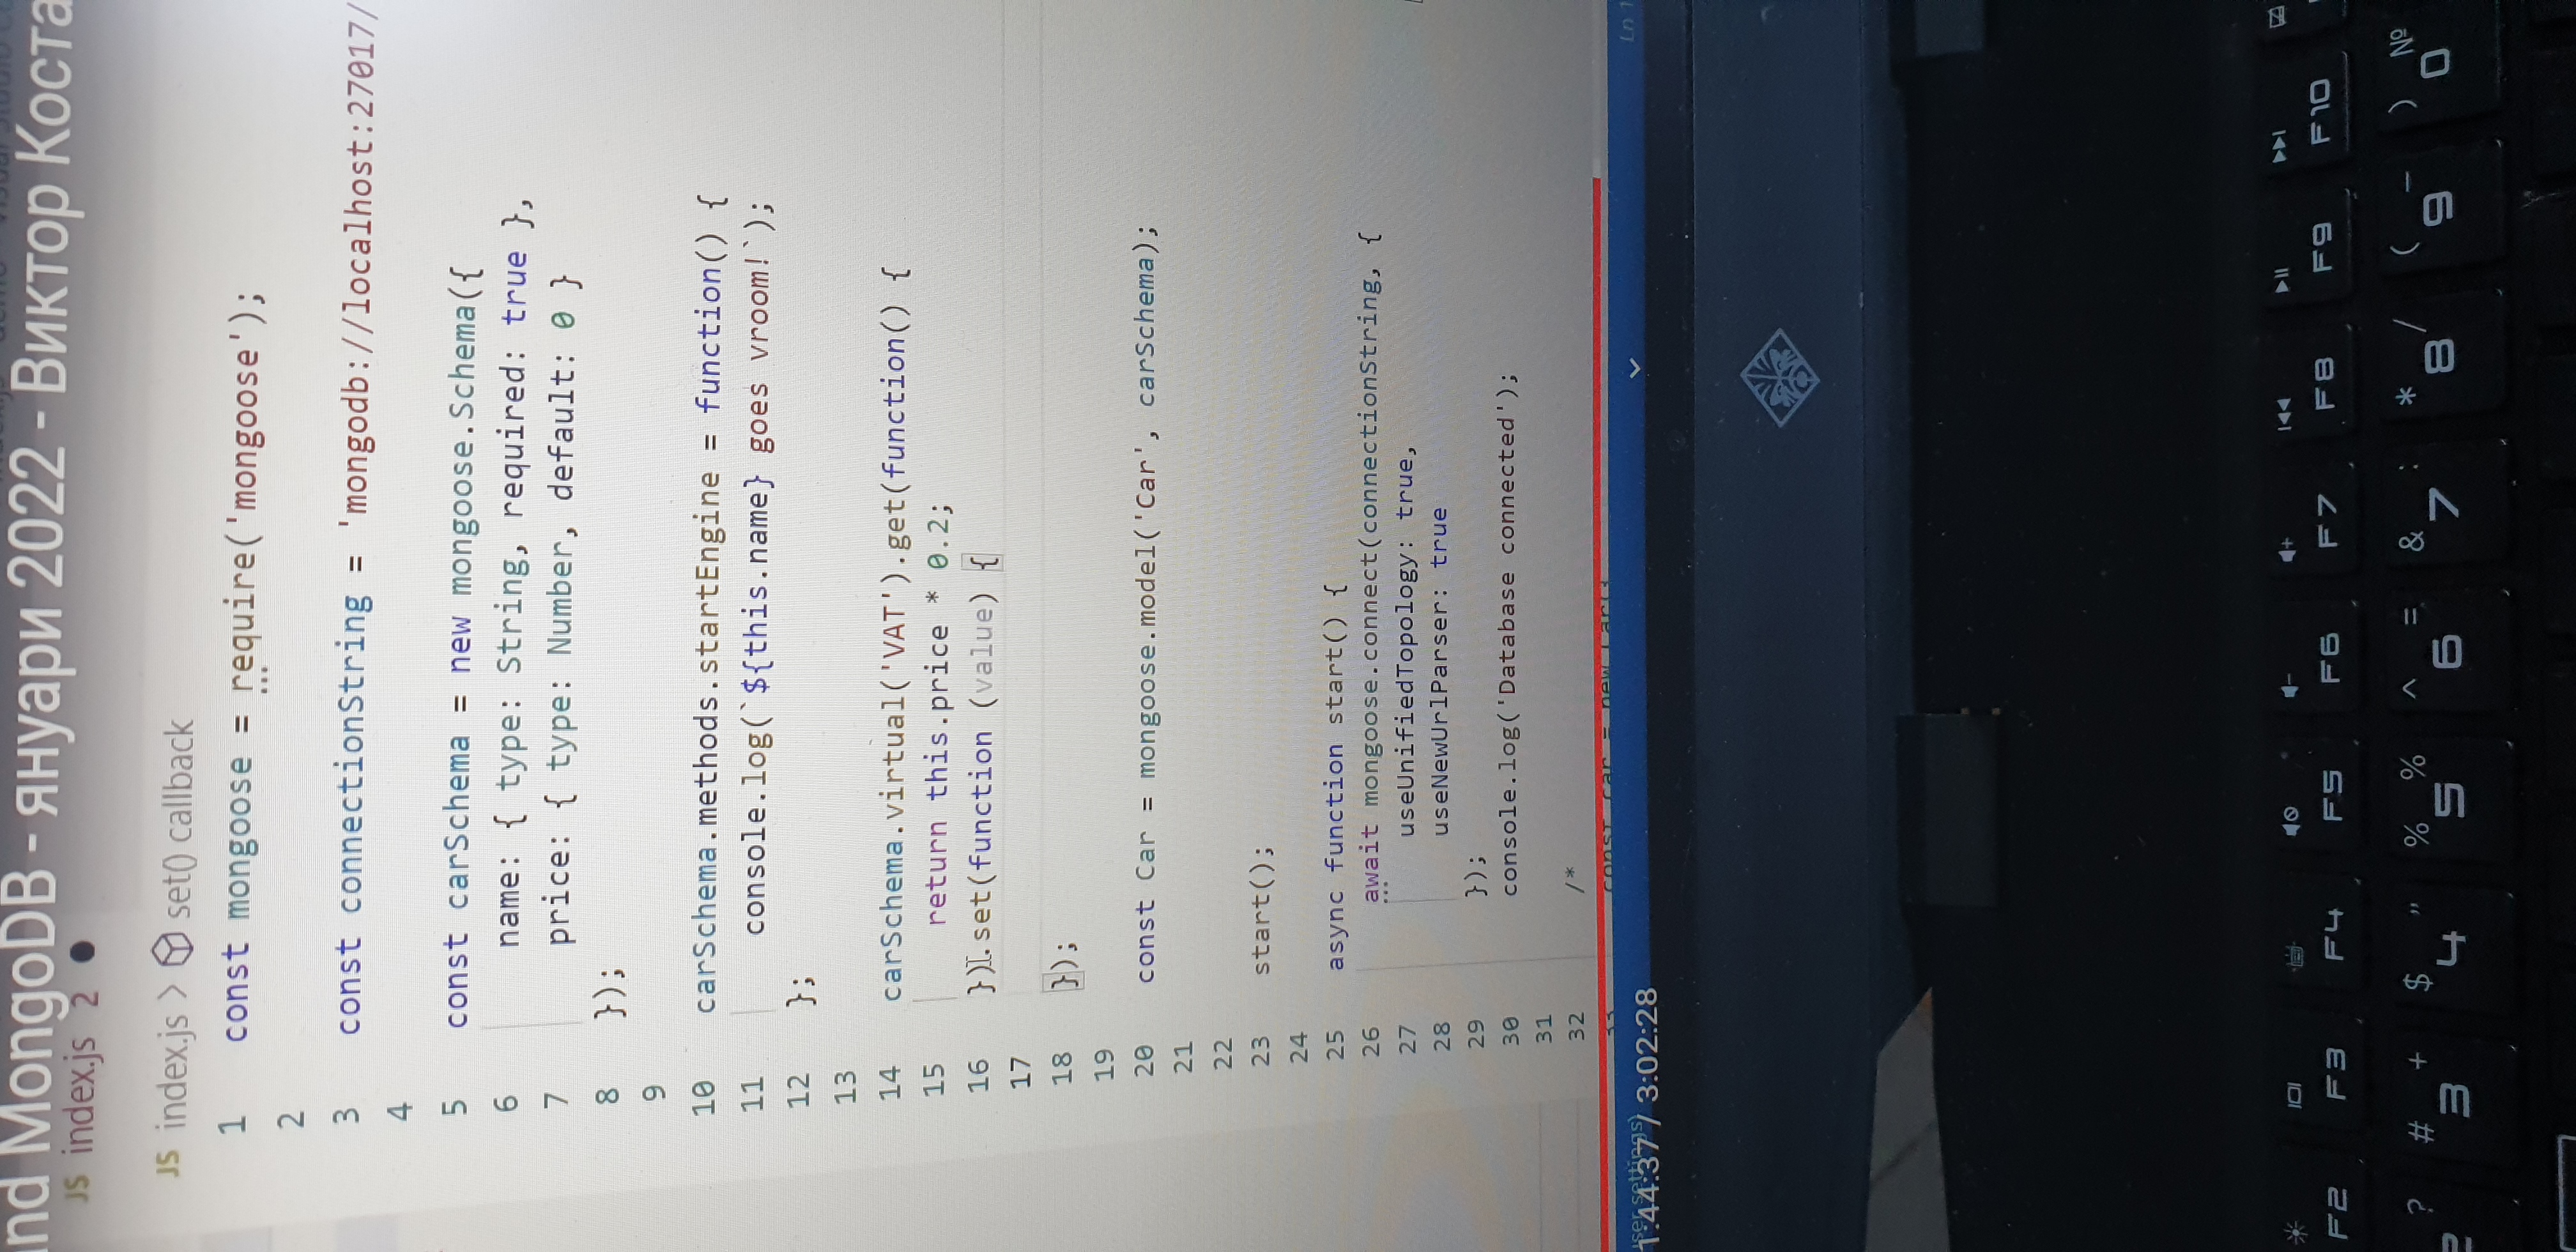 nd MongoDB - януари 2022 - Виктор Коста
JS index.js 2 ●
JS index.js > set() callback
1 const mongoose = require('mongoose');
2
3 const connectionString = 'mongodb://localhost:27017/
4
5 const carSchema = new mongoose.Schema({
6 name: { type: String, required: true },
7 price: { type: Number, default: 0 }
8 });
9
10 carSchema.methods.startEngine = function() {
11 console.log(`${this.name} goes vroom!`);
12 };
13
14 carSchema.virtual('VAT').get(function() {
15 return this.price * 0.2;
16 }).set(function (value) {
17
18 });
19
20 const Car = mongoose.model('Car', carSchema);
21
22
23 start();
24
25 async function start() {
26 await mongoose.connect(connectionString, {
27 useUnifiedTopology: true,
28 useNewUrlParser: true
29 });
30 console.log('Database connected');
31
32 /*
33 const car = new Car({
1:44:37 / 3:02:28
F2 F3 F4 F5 F6 F7 F8 F9 F10
? # + $ " % % ^ = & : * / ( - ) №
2 3 4 5 6 7 8 9 0